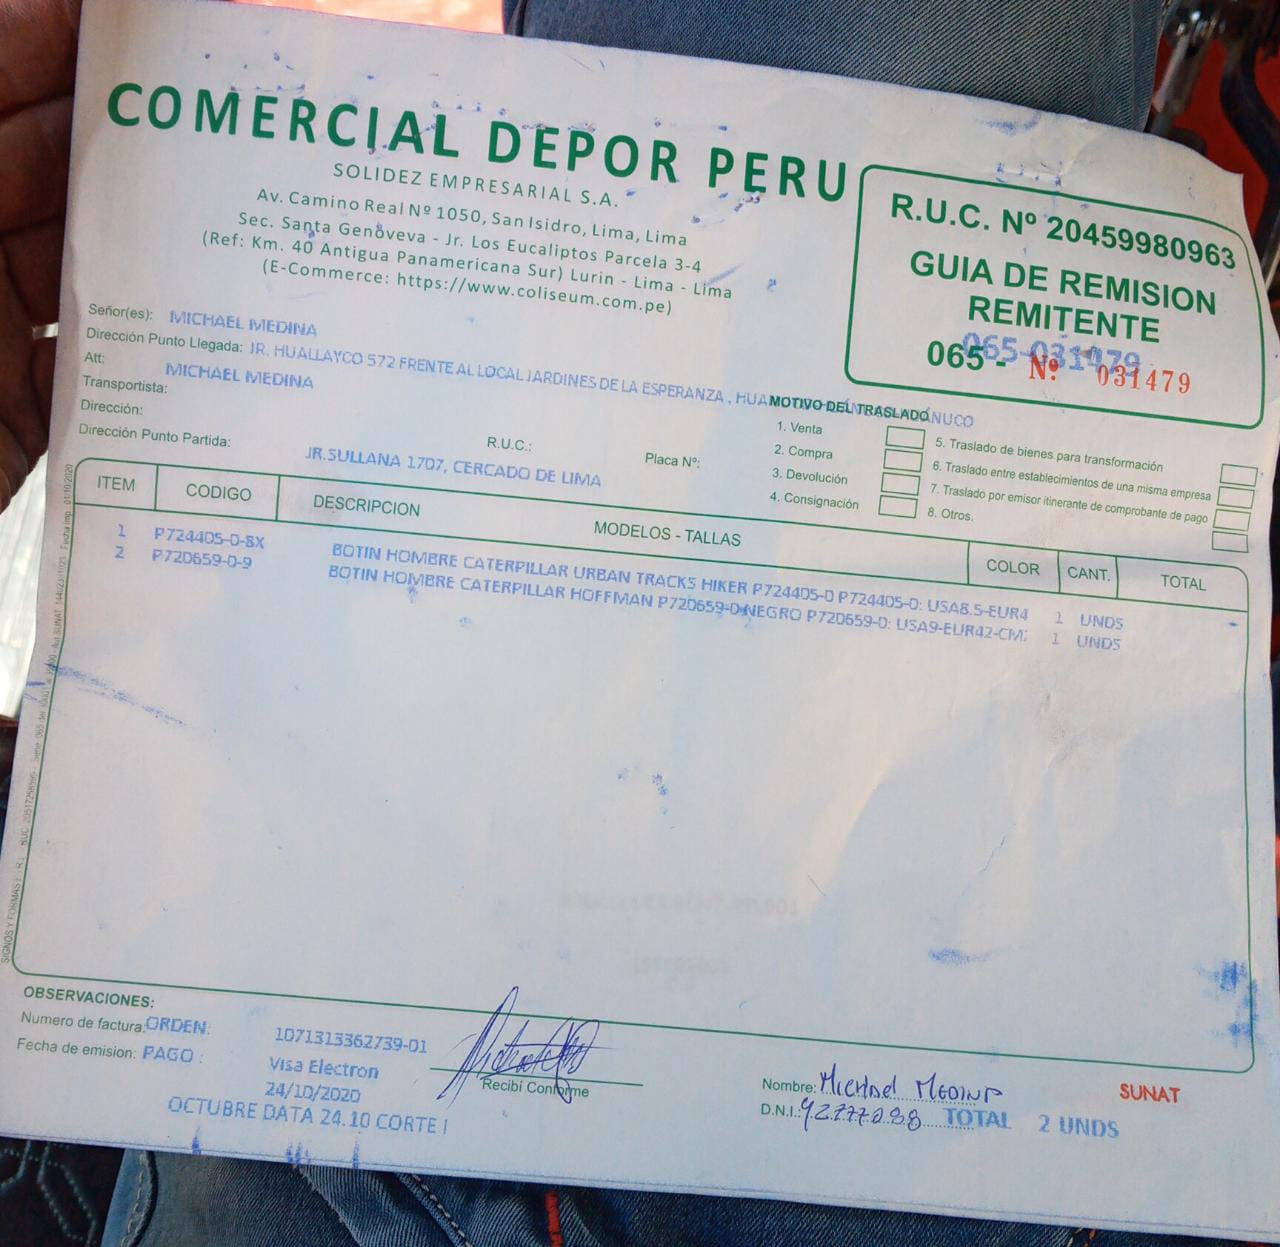 COMERCIAL DEPOR PERU
SOLIDEZ EMPRESARIAL S.A.
Av. Camino Real Nº 1050, San Isidro, Lima, Lima
Sec. Santa Genoveva - Jr. Los Eucaliptos Parcela 3-4
(Ref: Km. 40 Antigua Panamericana Sur) Lurin - Lima - Lima
(E-Commerce: https://www.coliseum.com.pe)
R.U.C. Nº 20459980963
GUIA DE REMISION
REMITENTE
065-031479
065- Nº 031479
Señor(es): MICHAEL MEDINA
Dirección Punto Llegada: JR. HUALLAYCO 572 FRENTE AL LOCAL JARDINES DE LA ESPERANZA,
Att: MICHAEL MEDINA
Transportista:
Dirección:
R.U.C.:
Placa Nº:
Dirección Punto Partida: JR.SULLANA 1707, CERCADO DE LIMA
MOTIVO DEL TRASLADO
1. Venta
2. Compra
3. Devolución
4. Consignación
5. Traslado de bienes para transformación
6. Traslado entre establecimientos de una misma empresa
7. Traslado por emisor itinerante de comprobante de pago
8. Otros.
ITEM CODIGO DESCRIPCION MODELOS - TALLAS COLOR CANT. TOTAL
1 P724405-0-8X BOTIN HOMBRE CATERPILLAR URBAN TRACKS HIKER P724405-0 P724405-0: USA8.5-EUR4 1 UNDS
2 P720659-0-9 BOTIN HOMBRE CATERPILLAR HOFFMAN P720659-0-NEGRO P720659-0: USA9-EUR42-CM 1 UNDS
OBSERVACIONES:
Numero de factura: ORDEN: 1071313362739-01
Fecha de emision: PAGO : Visa Electron
24/10/2020
OCTUBRE DATA 24.10 CORTE I
Recibí Conforme
Nombre: Michael Medina
D.N.I.:
TOTAL 2 UNDS
SUNAT